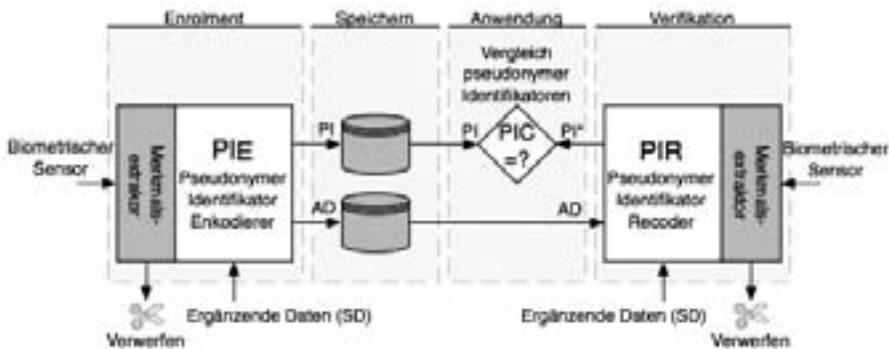 Enrolment
Speichern
Anwendung
Verifikation
Vergleich
pseudonymer
Identifikatoren
Biometrischer
Sensor
Merkmals-
extraktor
PIE
Pseudonymer
Identifikator
Enkodierer
PI
AD
PI
PIC
=?
PI*
AD
PIR
Pseudonymer
Identifikator
Recoder
Merkmals-
extraktor
Biometrischer
Sensor
Verwerfen
Ergänzende Daten (SD)
Ergänzende Daten (SD)
Verwerfen